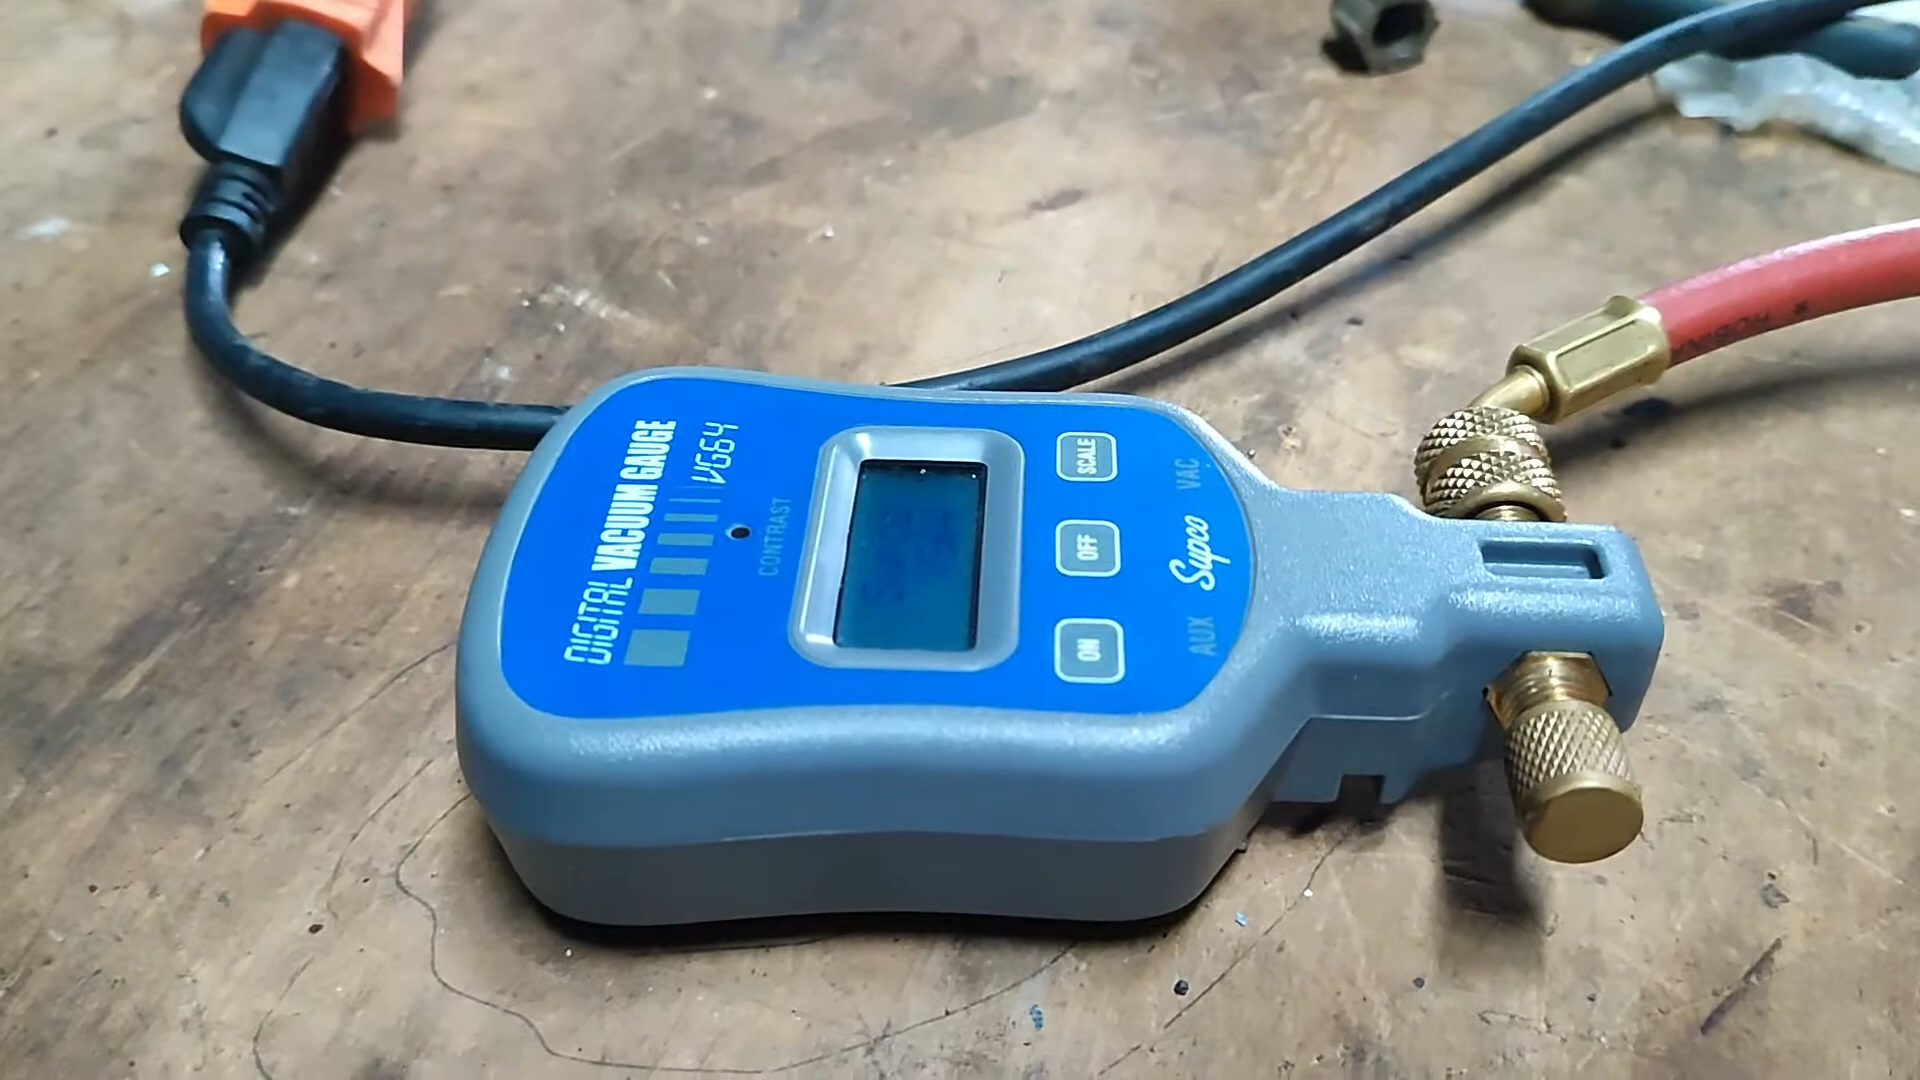 DIGITAL VACUUM GAUGE
VG64
CONTRAST
SCALE
OFF
ON
VAC
Supco
AUX